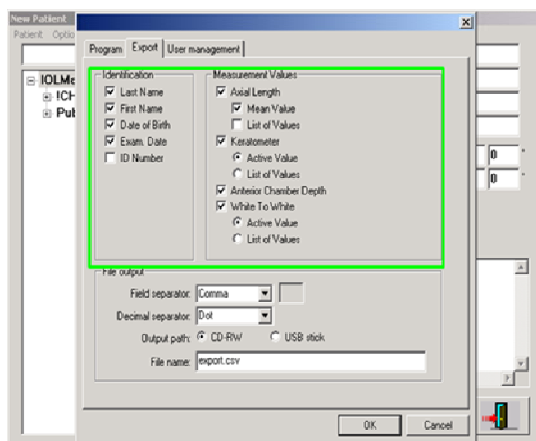 New Patient
Patient Optio
Program Export User management
IOLMa
ICH
Pub
Identification
Last Name
First Name
Date of Birth
Exam. Date
ID Number
Measurement Values
Axial Length
Mean Value
List of Values
Keratometer
Active Value
List of Values
Anterior Chamber Depth
White To White
Active Value
List of Values
0 °
0 °
File output
Field separator: Comma
Decimal separator: Dot
Output path: CD-RW USB stick
File name: export.csv
OK Cancel